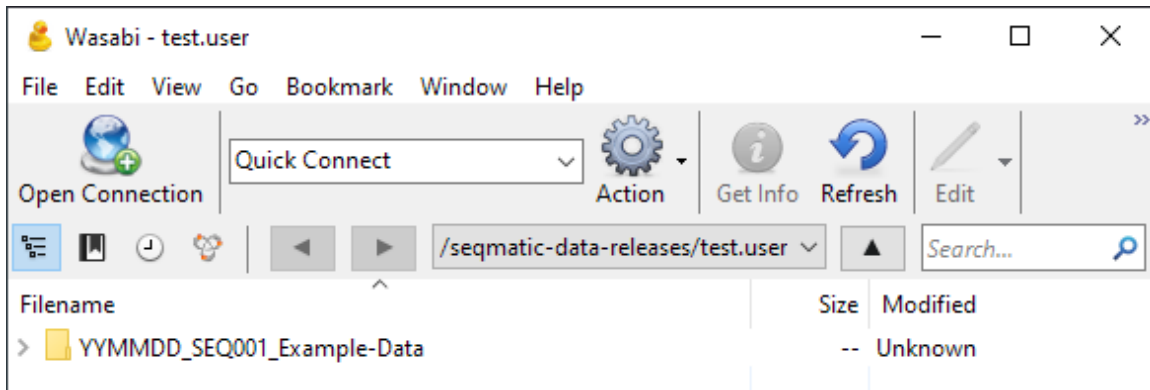 Wasabi - test.user
File Edit View Go Bookmark Window Help
Open Connection Quick Connect Action Get Info Refresh Edit
/seqmatic-data-releases/test.user Search...
Filename Size Modified
YYMMDD_SEQ001_Example-Data -- Unknown